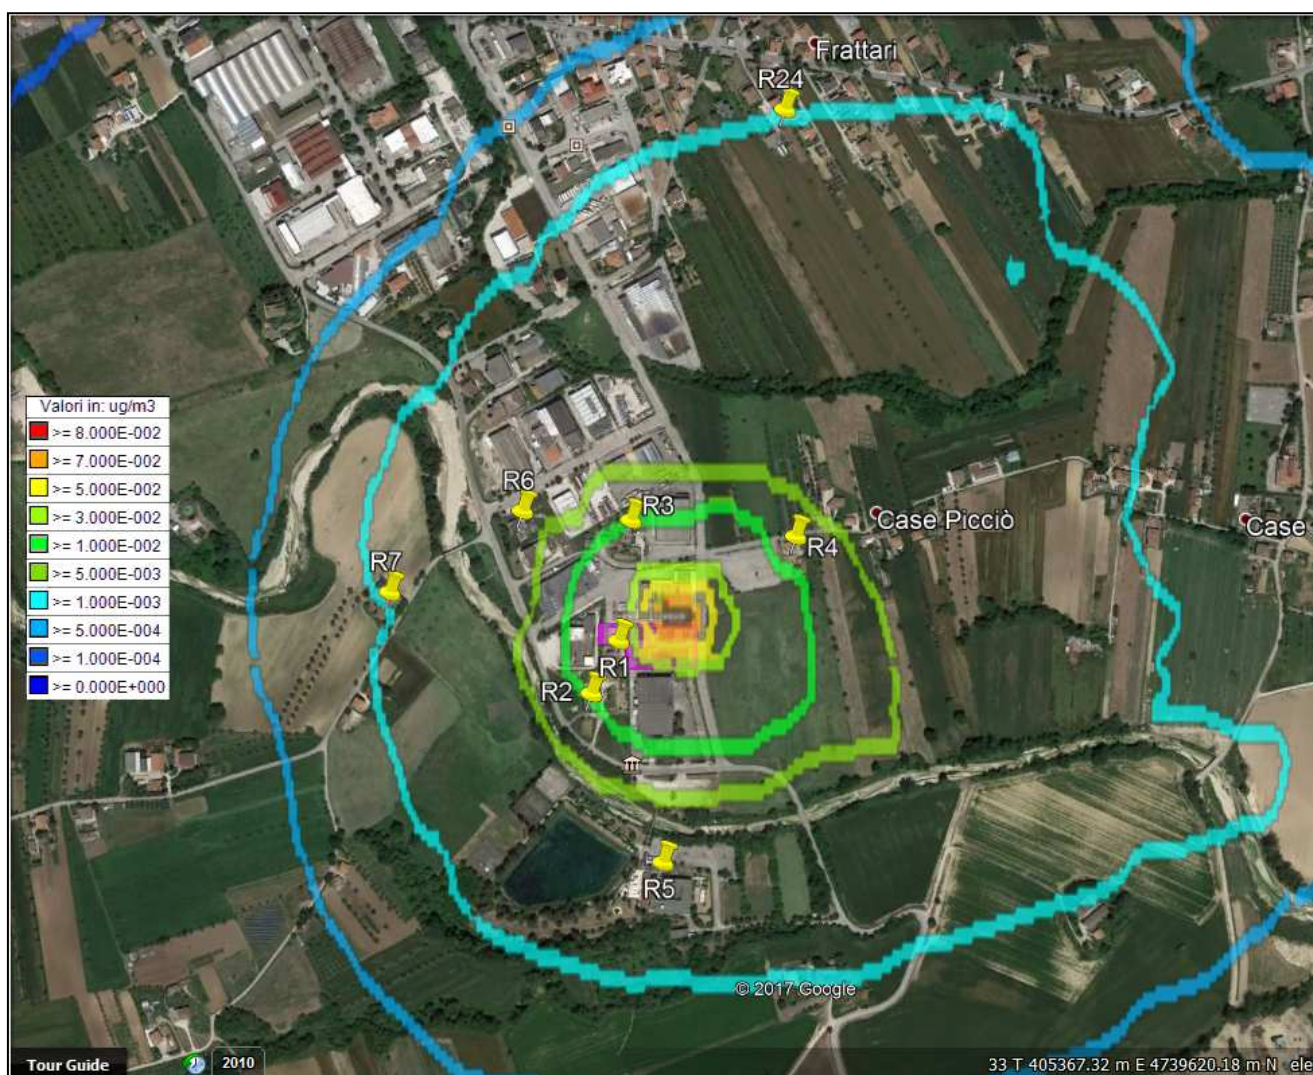 Frattari
R24
Valori in: ug/m3
>= 8.000E-002
>= 7.000E-002
>= 5.000E-002
>= 3.000E-002
>= 1.000E-002
>= 5.000E-003
>= 1.000E-003
>= 5.000E-004
>= 1.000E-004
>= 0.000E+000
R6
R3
Case Picciò
Case
R4
R7
R1
R2
R5
© 2017 Google
Tour Guide
2010
33 T 405367.32 m E 4739620.18 m N ele